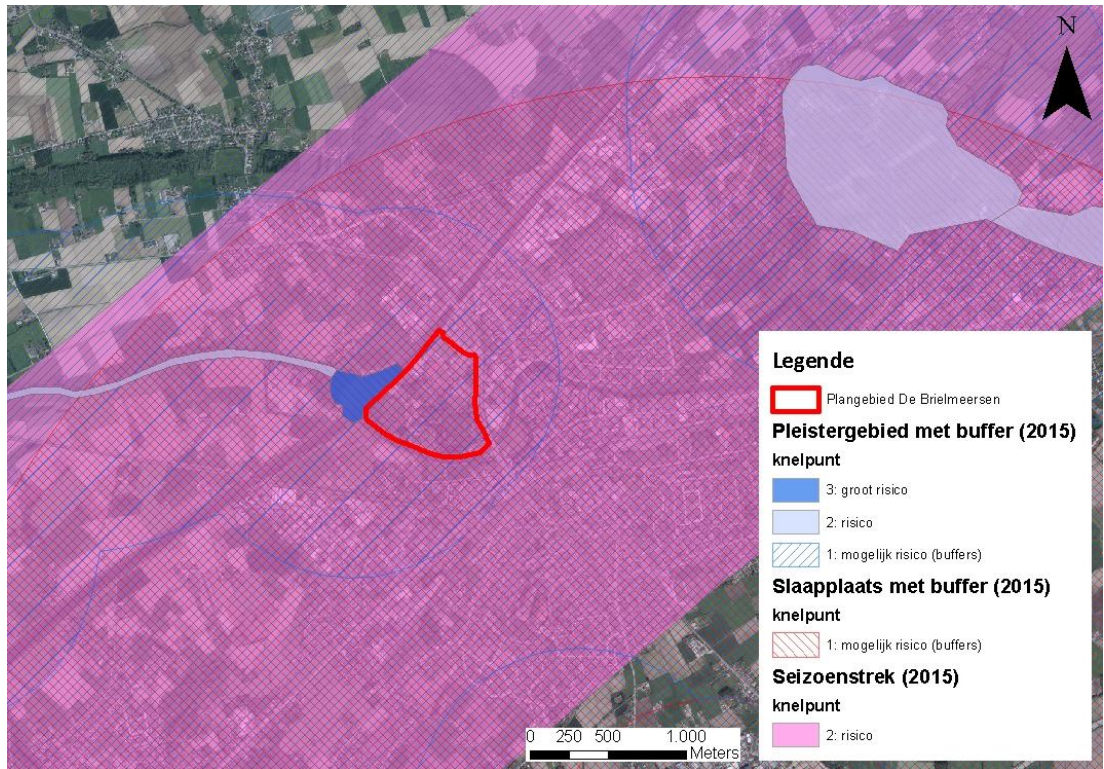 N
Legende
Plangebied De Brielmeersen
Pleistergebied met buffer (2015)
knelpunt
3: groot risico
2: risico
1: mogelijk risico (buffers)
Slaapplaats met buffer (2015)
knelpunt
1: mogelijk risico (buffers)
Seizoenstrek (2015)
knelpunt
2: risico
0 250 500 1.000
Meters